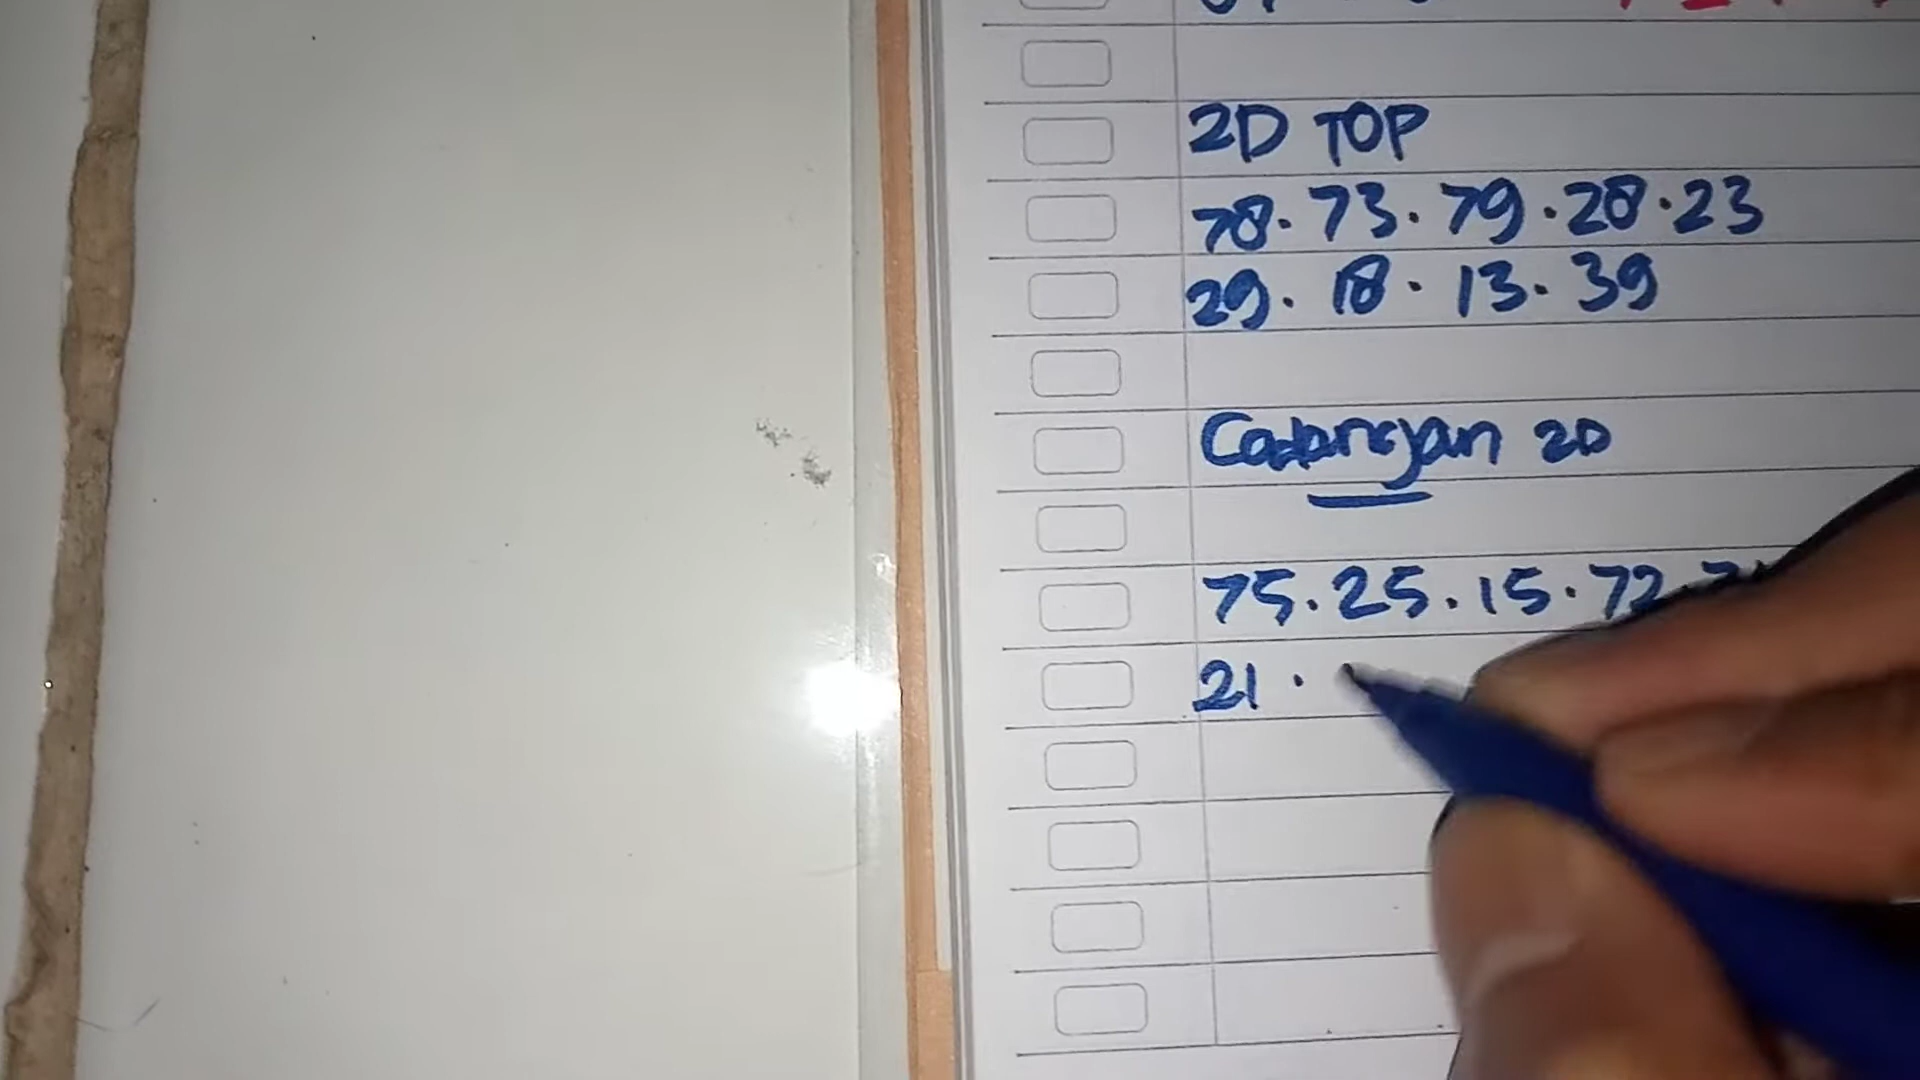 2D TOP
78. 73. 79. 28. 23
29. 18. 13. 39
Cadangan 2D
75. 25. 15. 72.
21.